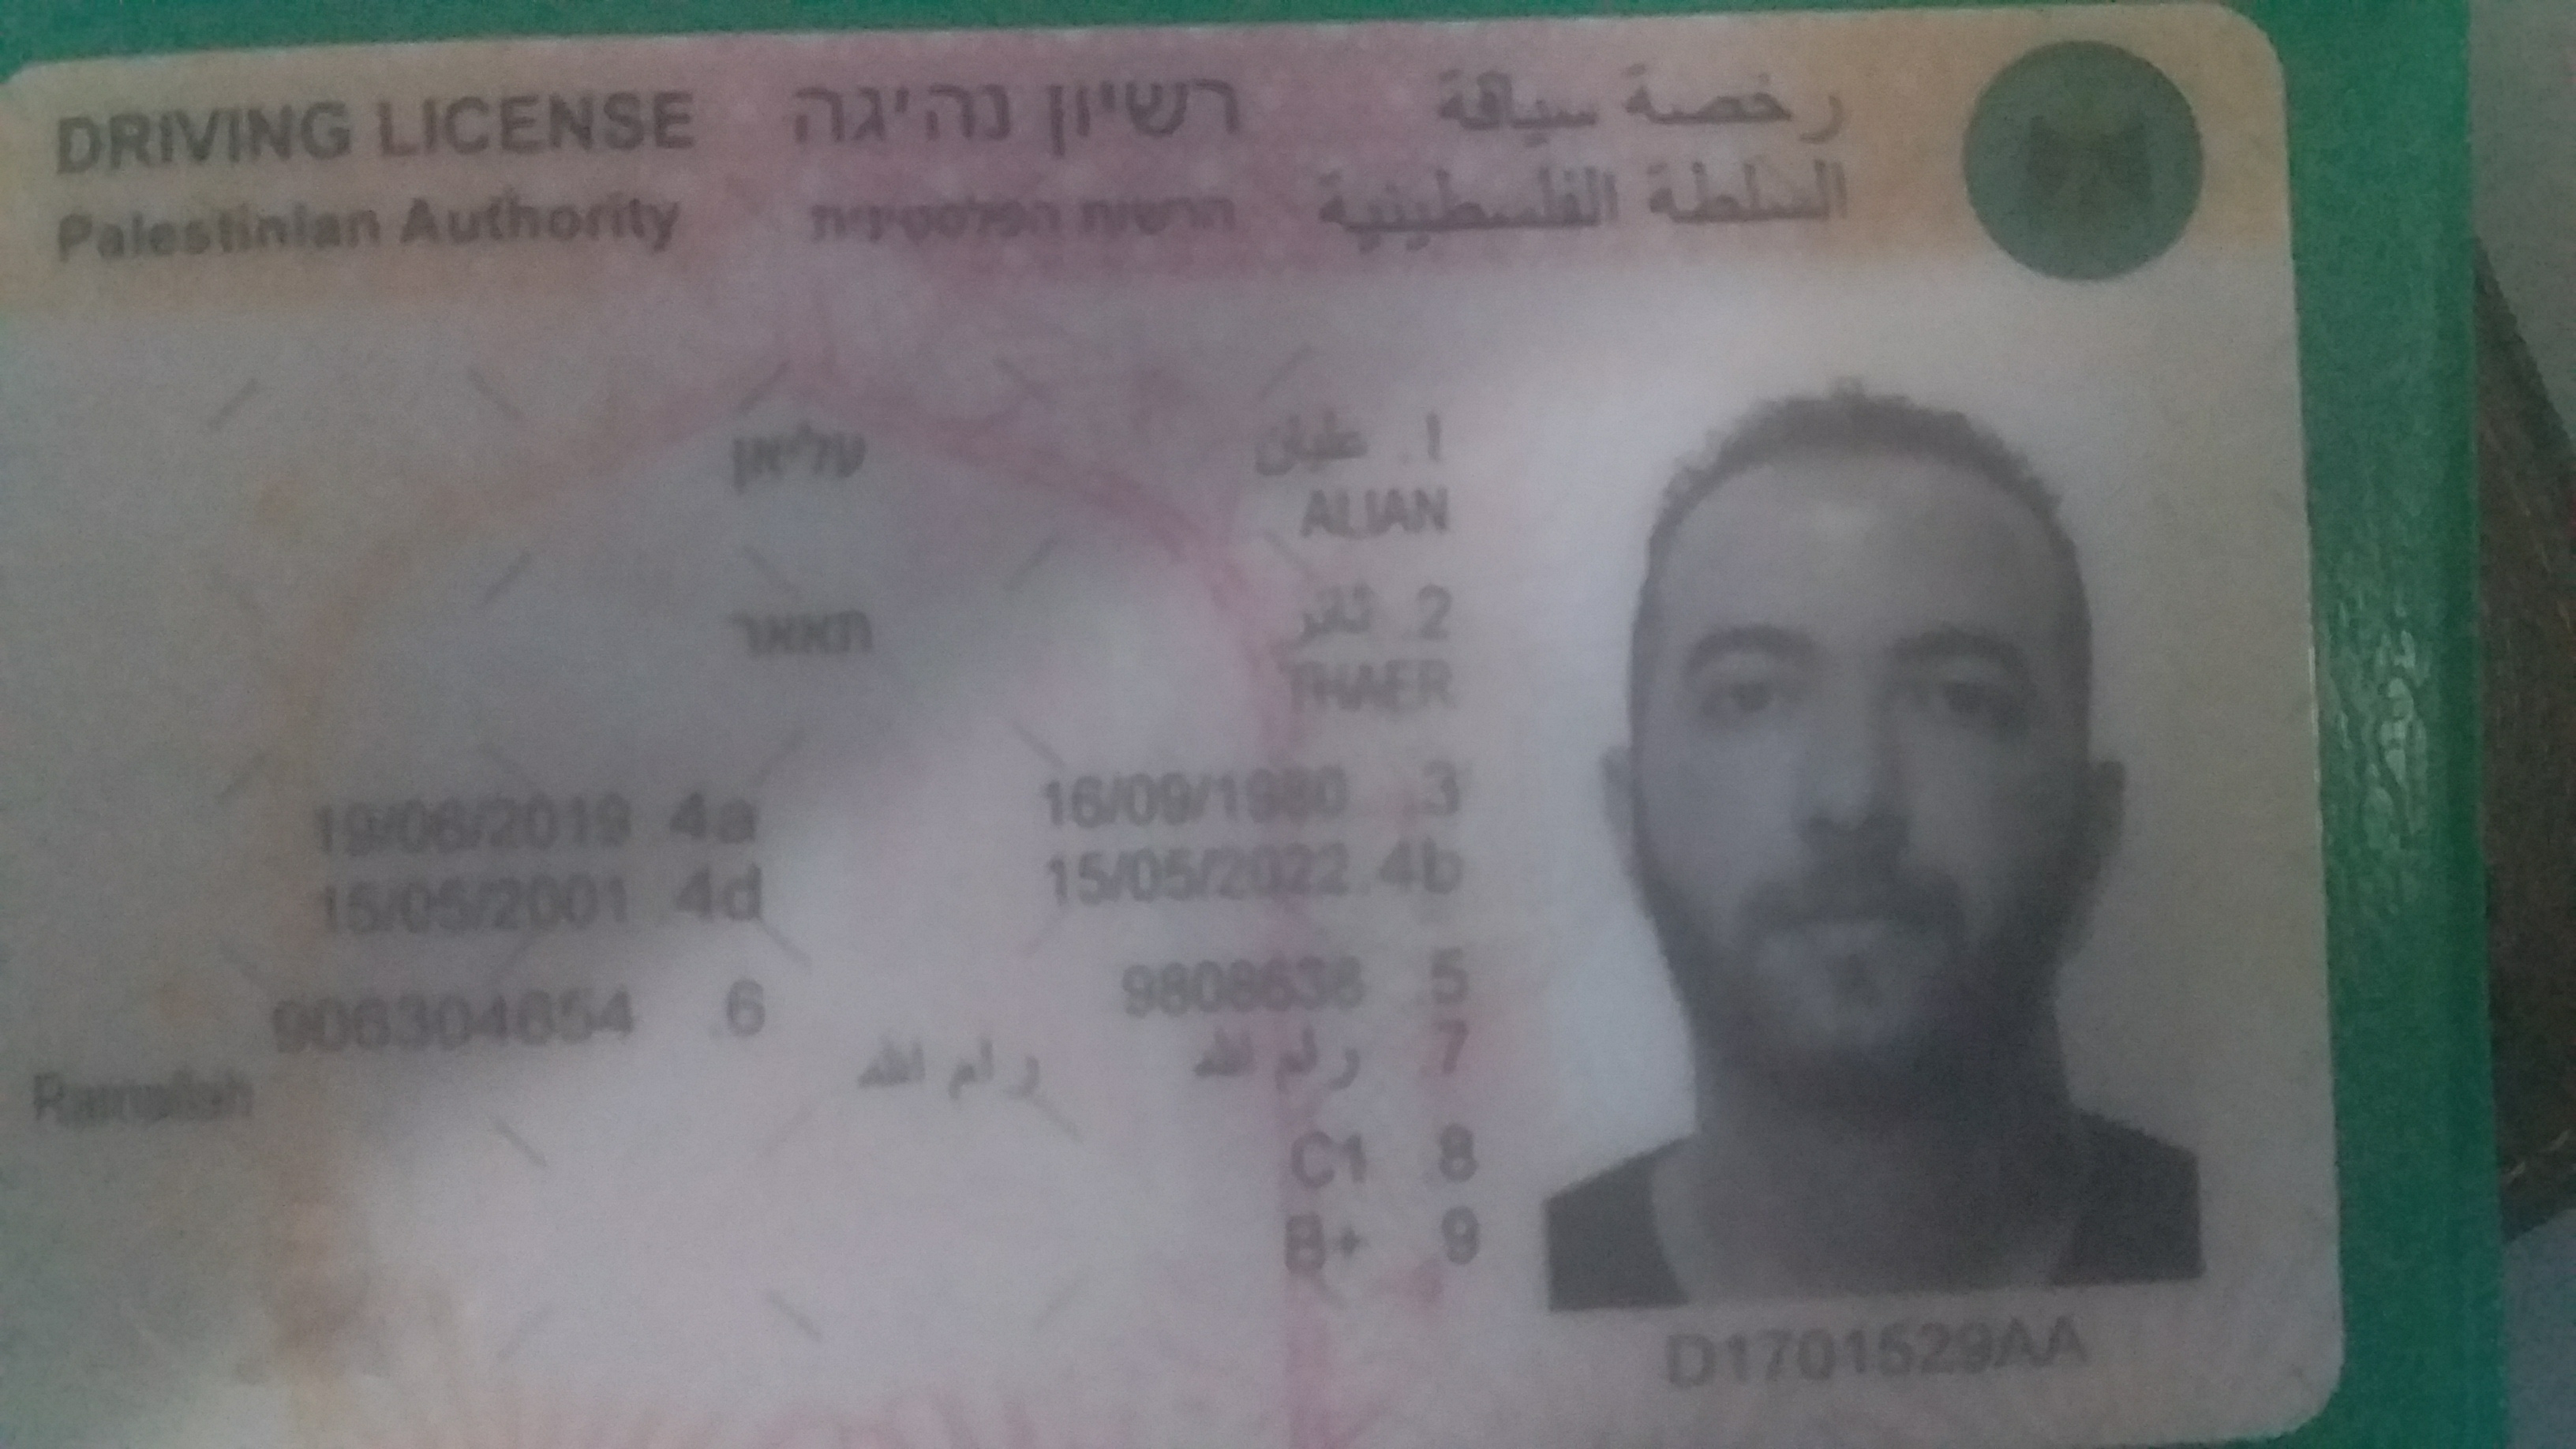 DRIVING LICENSE רשיון נהיגה رخصة سياقة
Palestinian Authority הרשות הפלסטינית السلطة الفلسطينية
1. عليان עליאן
ALIAN
2. ثائر תאאר
THAER
3. 16/09/1980 4a 19/06/2019
4b. 15/05/2022 4d. 15/05/2001
5. 9808638 6. 906304654
7. رام الله رام الله Ramallah
8. C1
9. B+
D1701529AA